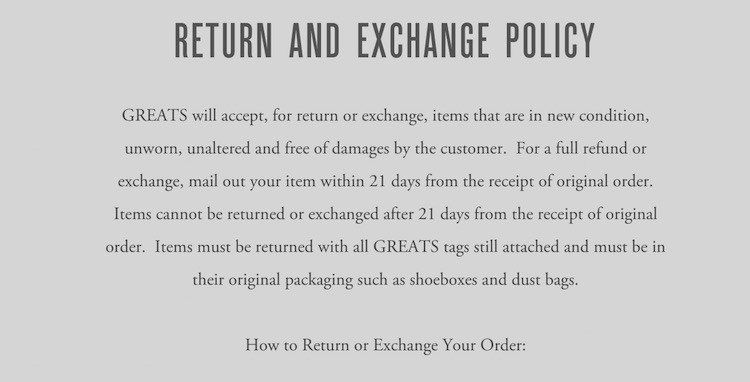 RETURN AND EXCHANGE POLICY
GREATS will accept, for return or exchange, items that are in new condition,
unworn, unaltered and free of damages by the customer.  For a full refund or
exchange, mail out your item within 21 days from the receipt of original order.
Items cannot be returned or exchanged after 21 days from the receipt of original
order.  Items must be returned with all GREATS tags still attached and must be in
their original packaging such as shoeboxes and dust bags.
How to Return or Exchange Your Order: